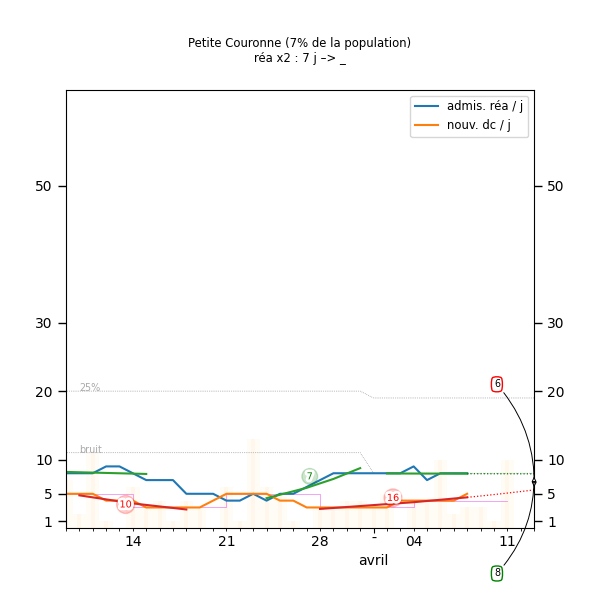 Petite Couronne (7% de la population)
réa x2 : 7 j –> _
admis. réa / j
nouv. dc / j
50 50
30 30
6
25%
20 20
bruit
10 10
7
16
5 5
10
1 1
14 21 28 - 04 11
avril
8